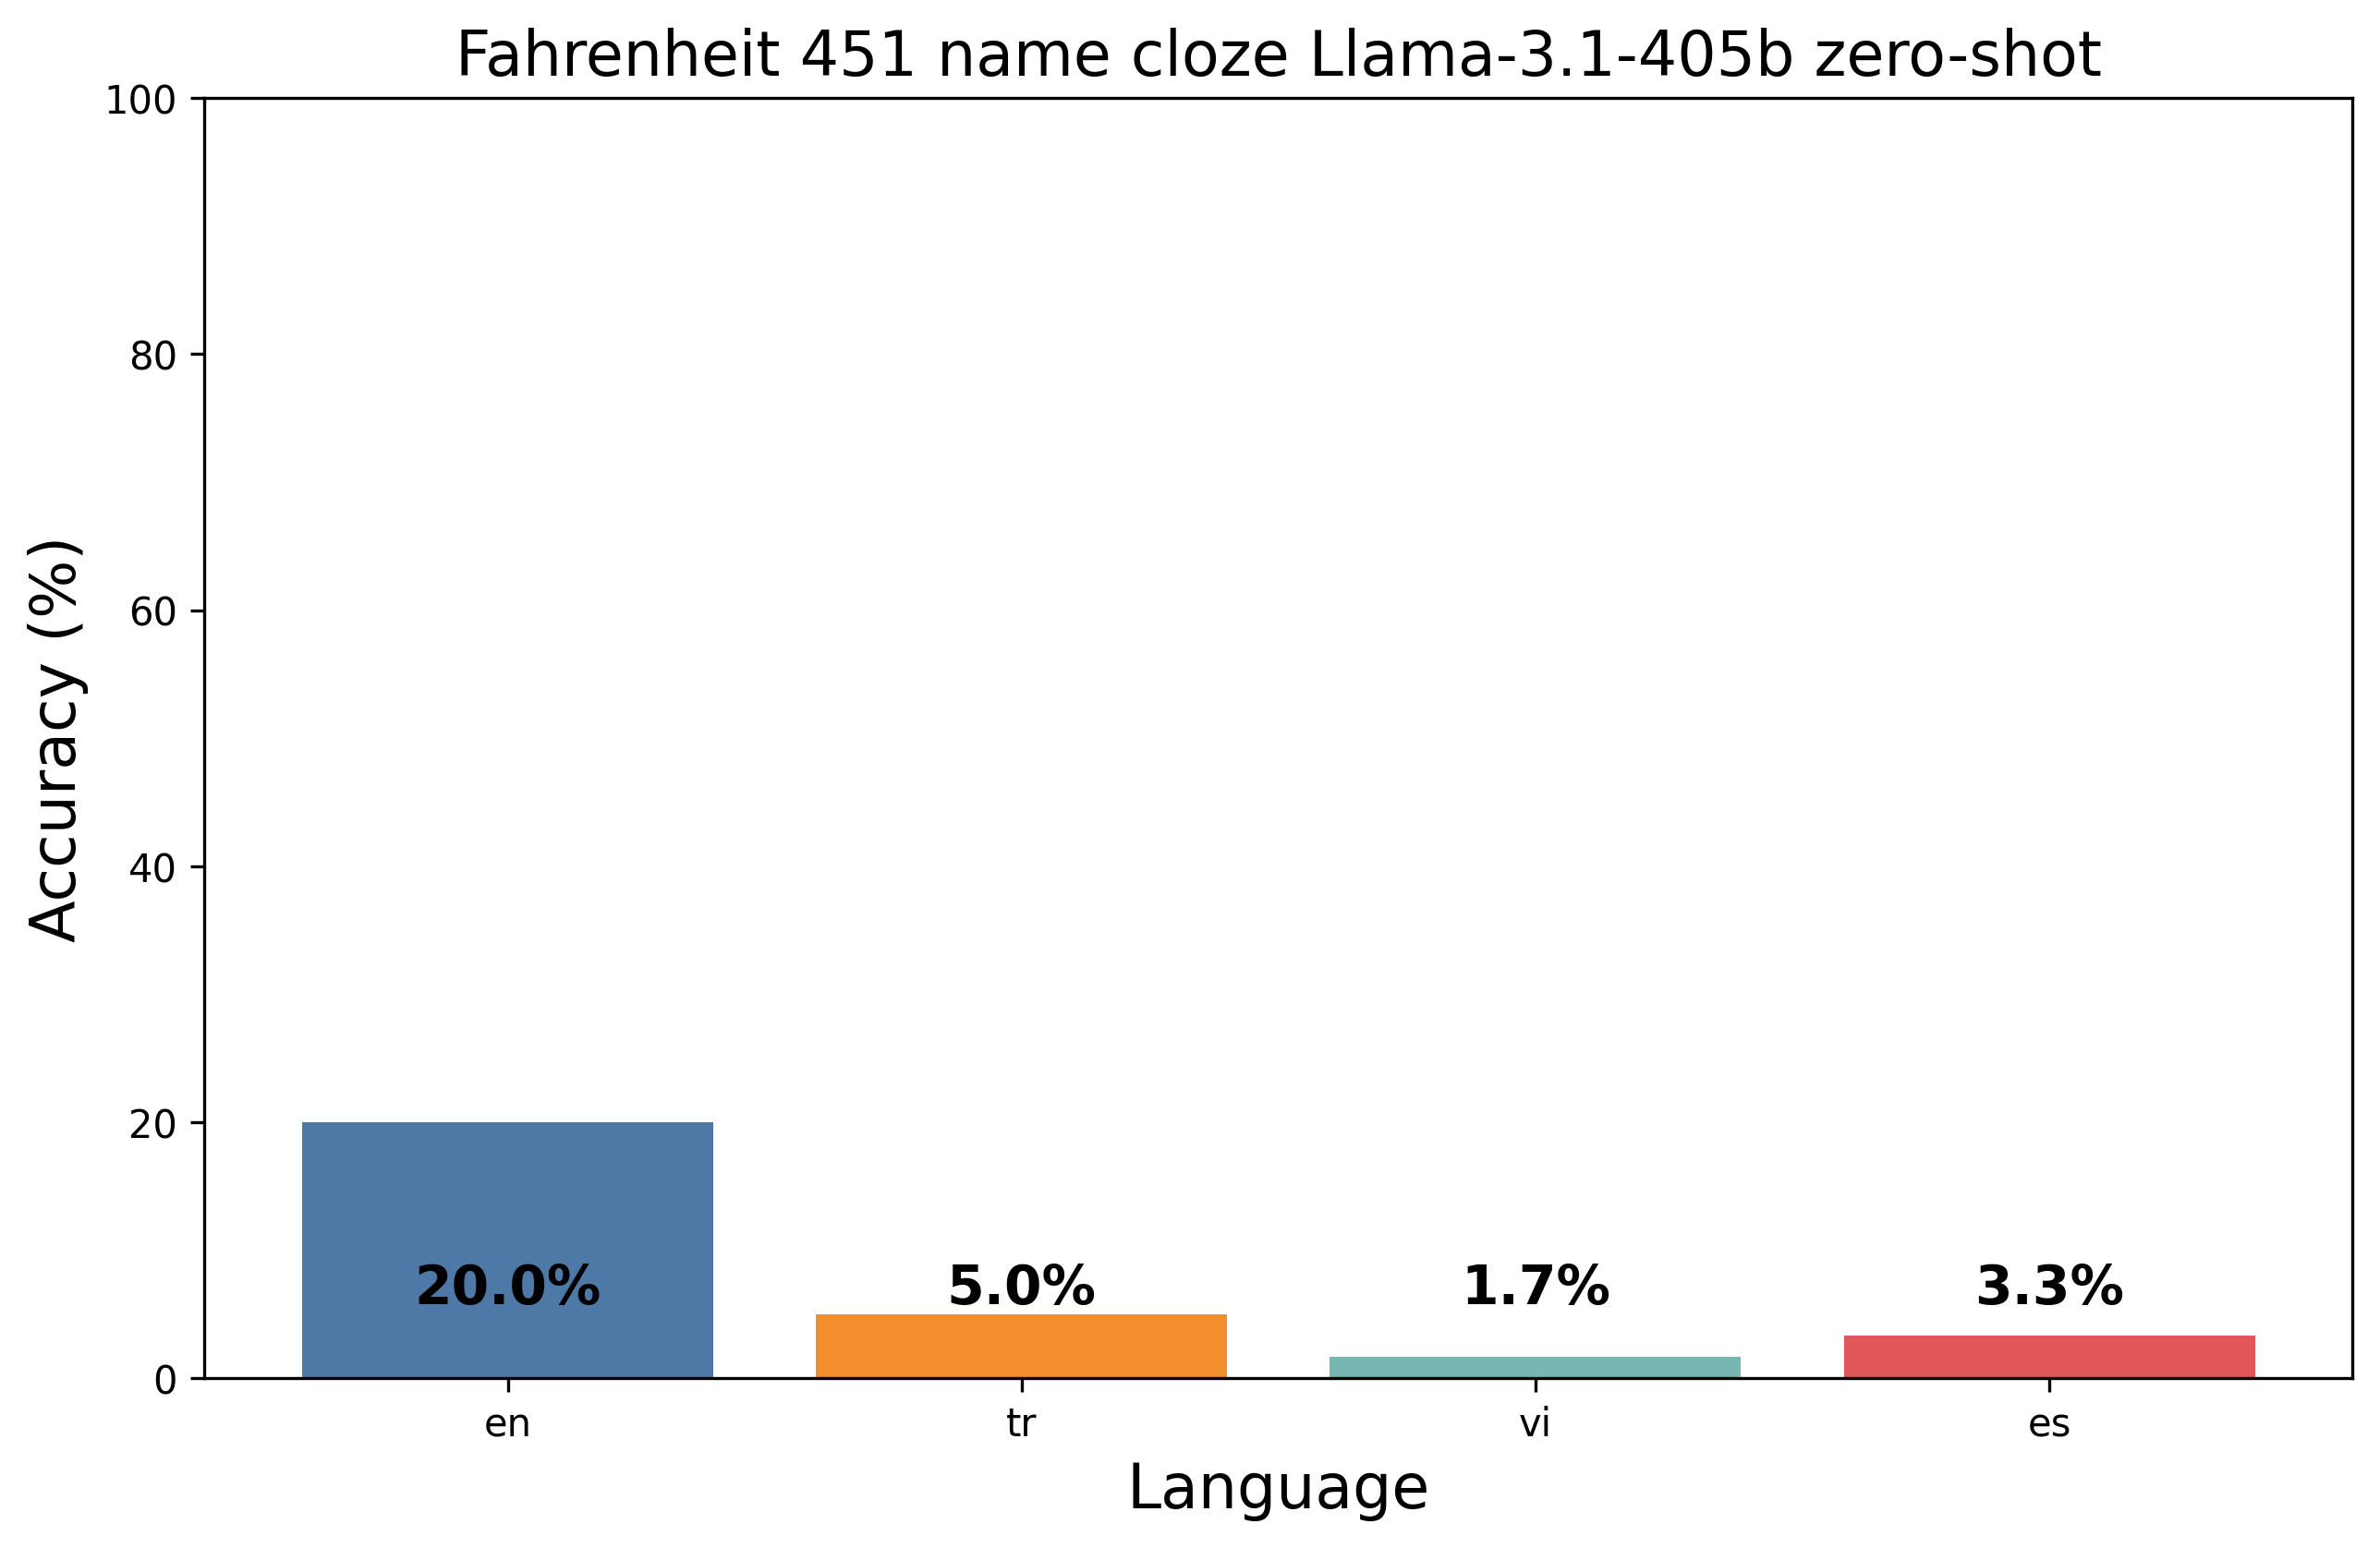 Fahrenheit 451 name cloze Llama-3.1-405b zero-shot
Accuracy (%)
100
80
60
40
20
0
20.0%
5.0%
1.7%
3.3%
en
tr
vi
es
Language